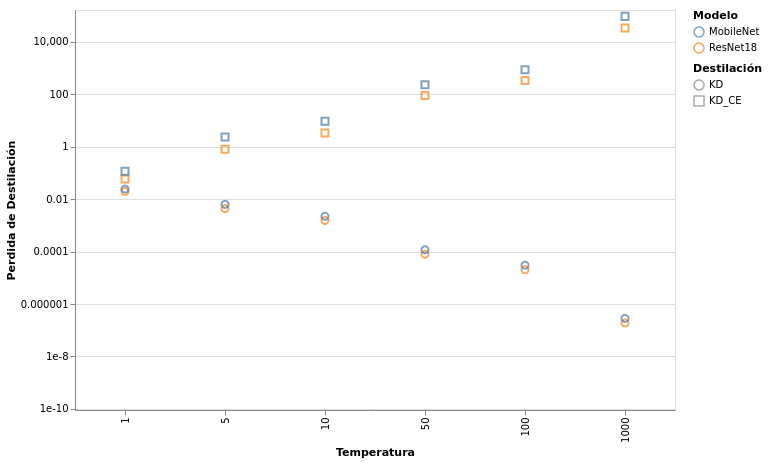 10,000
100
1
0.01
0.0001
0.000001
1e-8
1e-10
Perdida de Destilación
1
5
10
50
100
1000
Temperatura
Modelo
MobileNet
ResNet18
Destilación
KD
KD_CE